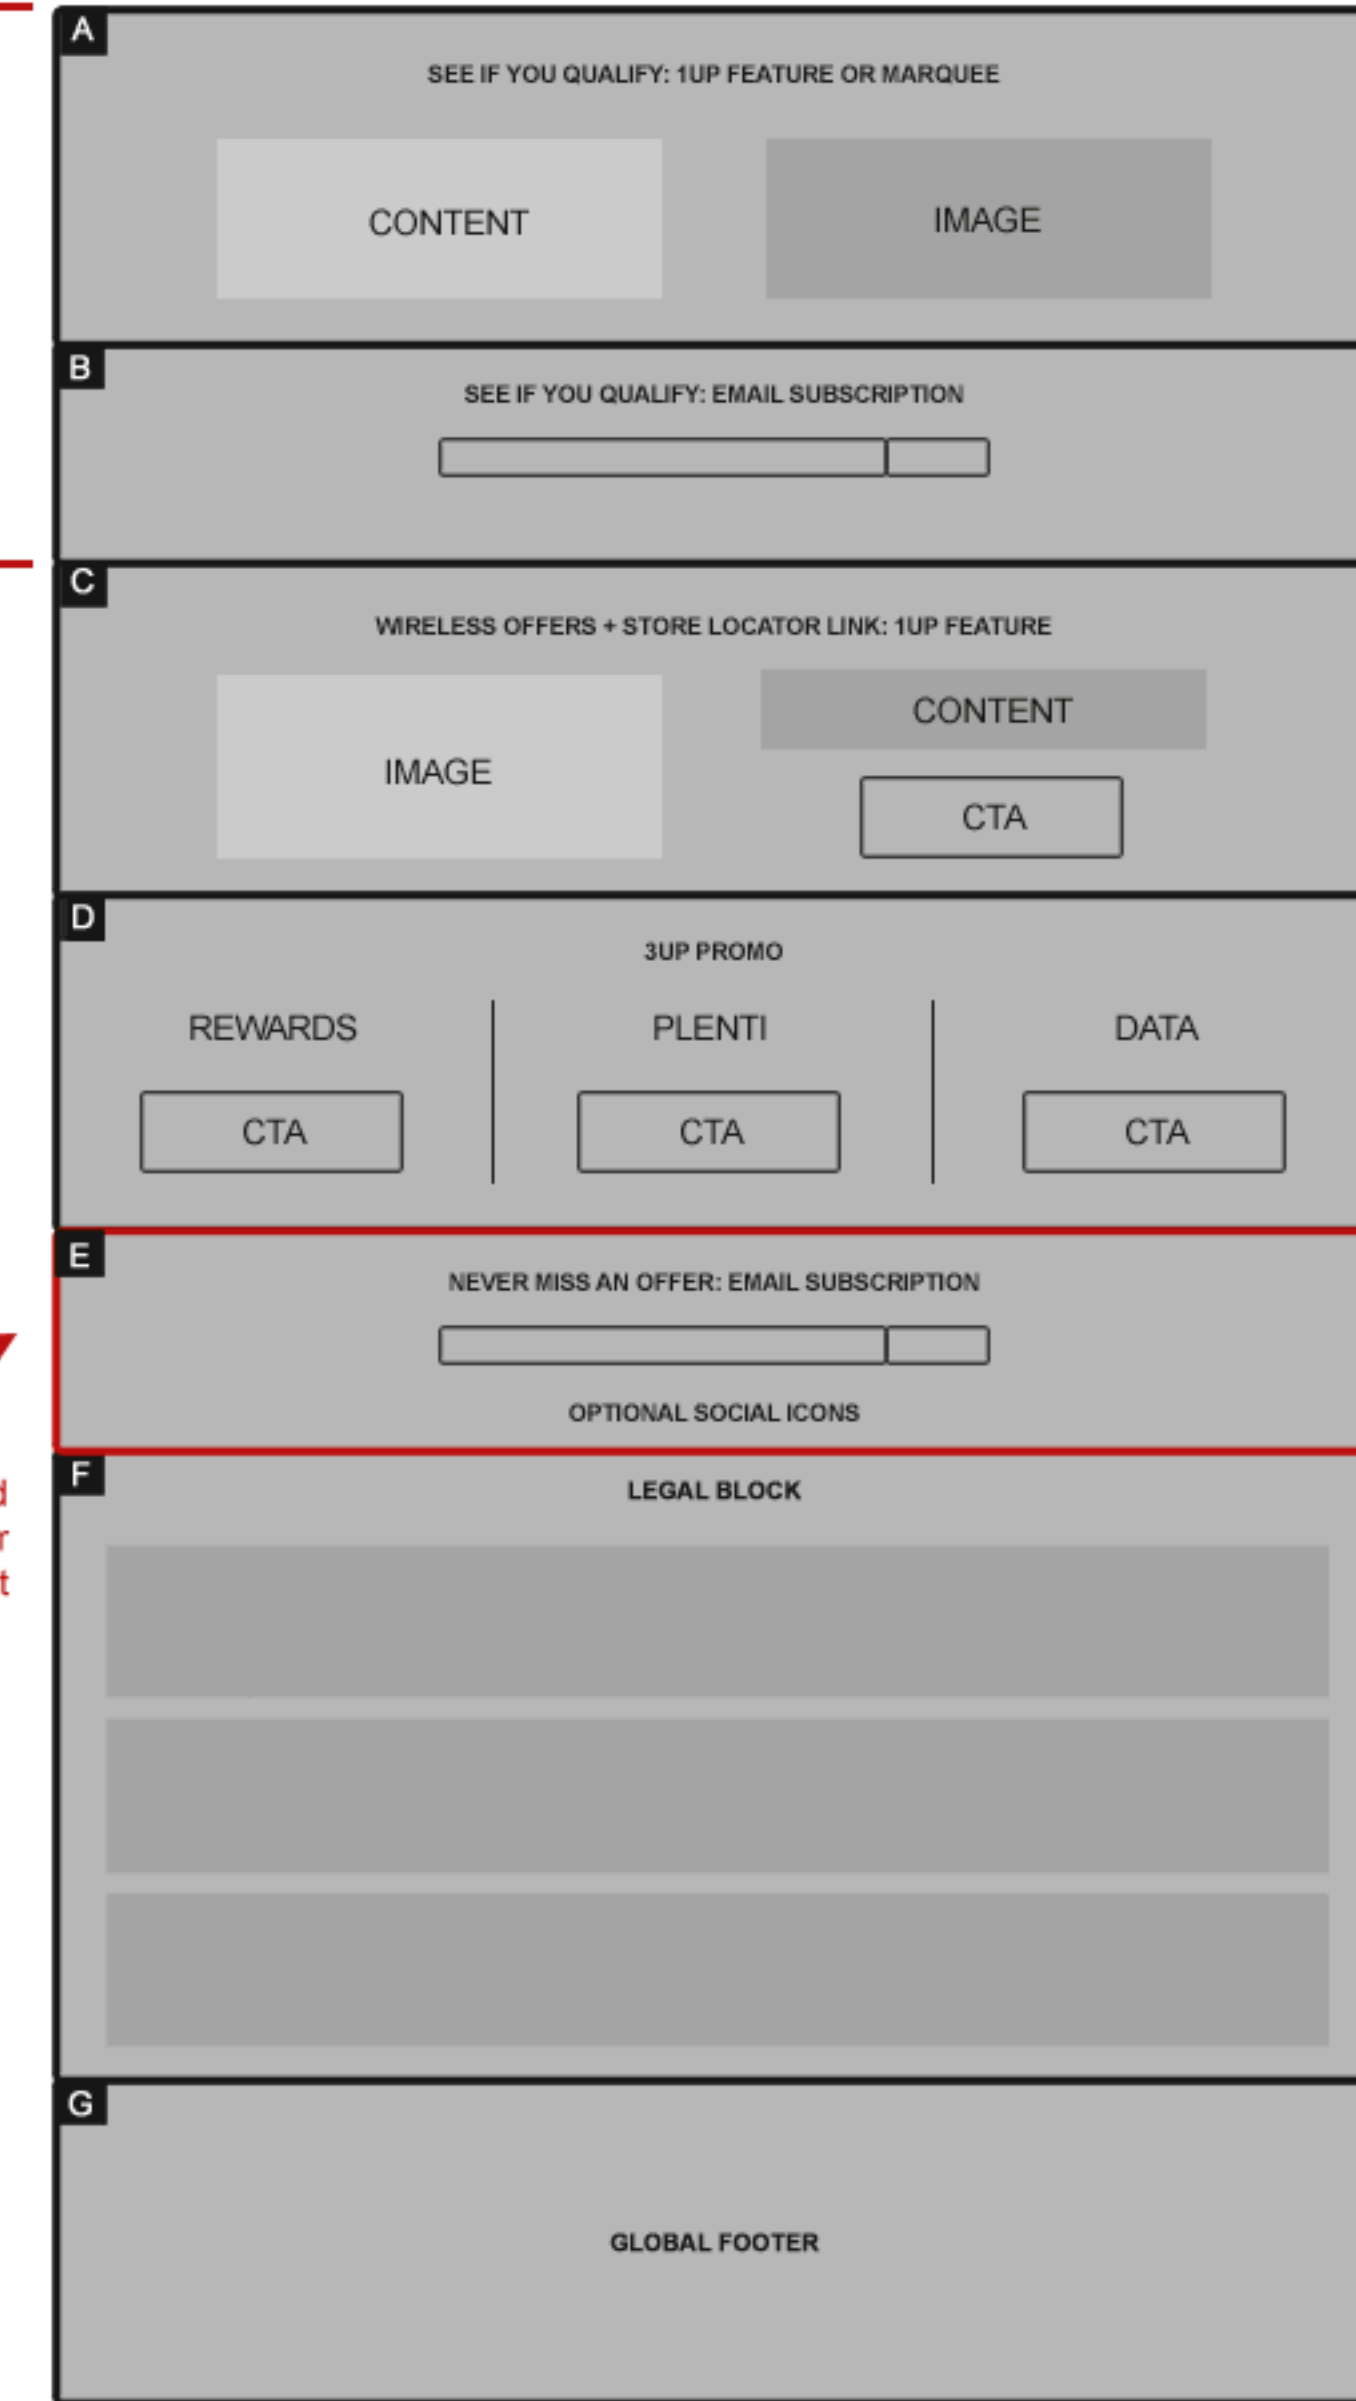 A
SEE IF YOU QUALIFY: 1UP FEATURE OR MARQUEE
CONTENT
IMAGE
B
SEE IF YOU QUALIFY: EMAIL SUBSCRIPTION
C
WIRELESS OFFERS + STORE LOCATOR LINK: 1UP FEATURE
IMAGE
CONTENT
CTA
D
3UP PROMO
REWARDS
PLENTI
DATA
CTA
CTA
CTA
E
NEVER MISS AN OFFER: EMAIL SUBSCRIPTION
OPTIONAL SOCIAL ICONS
F
LEGAL BLOCK
G
GLOBAL FOOTER